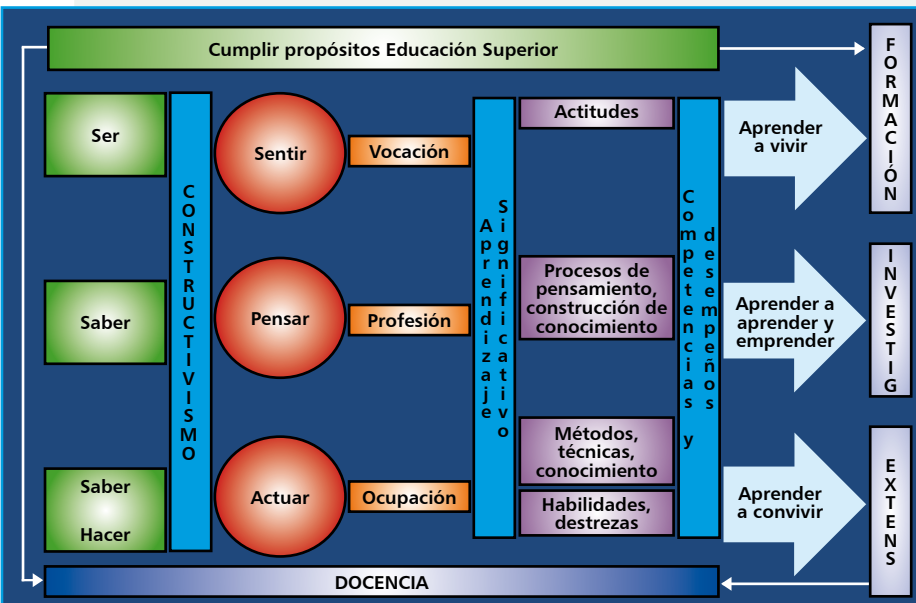 Cumplir propósitos Educación Superior
FORMACIÓN
Ser
CONSTRUCTIVISMO
Sentir
Vocación
Aprendizaje
Significativo
Actitudes
Competencias y
desempeños
Aprender
a vivir
Saber
Pensar
Profesión
Procesos de
pensamiento,
construcción de
conocimiento
Aprender a
aprender y
emprender
INVESTIG
Saber
Hacer
Actuar
Ocupación
Métodos,
técnicas,
conocimiento
Habilidades,
destrezas
Aprender
a convivir
EXTENS
DOCENCIA